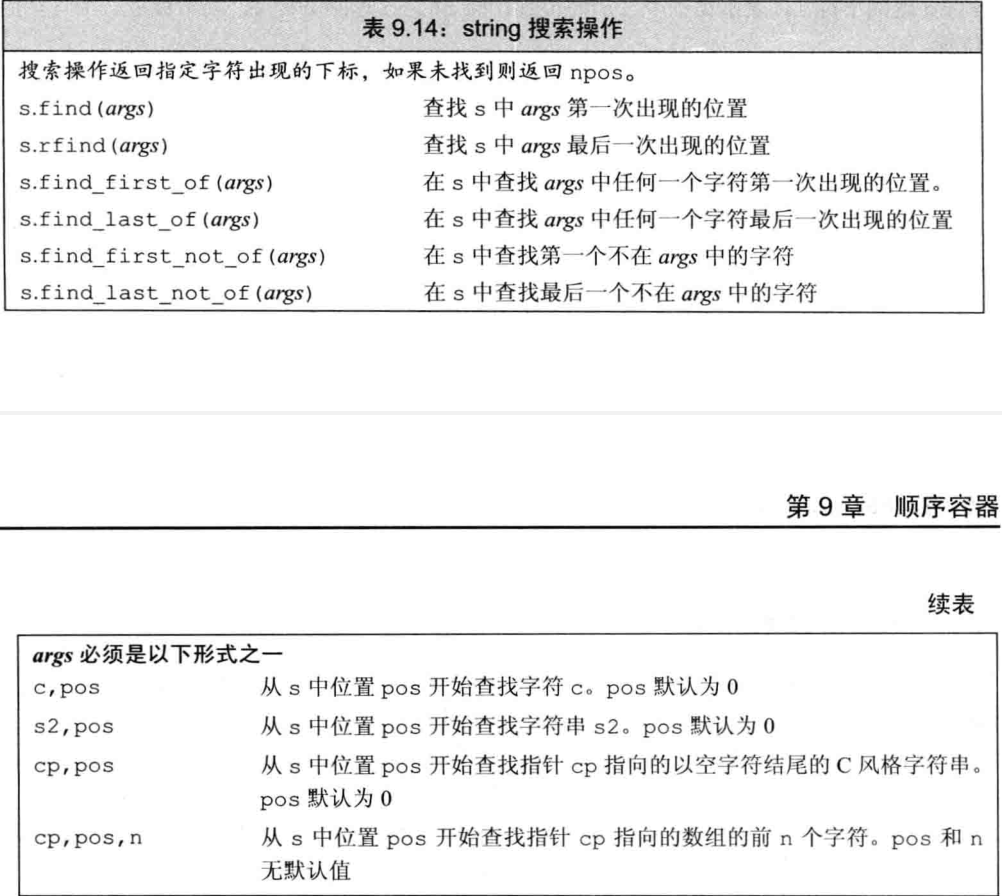 表 9.14：string 搜索操作
搜索操作返回指定字符出现的下标，如果未找到则返回 npos。
s.find(args) 查找 s 中 args 第一次出现的位置
s.rfind(args) 查找 s 中 args 最后一次出现的位置
s.find_first_of(args) 在 s 中查找 args 中任何一个字符第一次出现的位置。
s.find_last_of(args) 在 s 中查找 args 中任何一个字符最后一次出现的位置
s.find_first_not_of(args) 在 s 中查找第一个不在 args 中的字符
s.find_last_not_of(args) 在 s 中查找最后一个不在 args 中的字符
第 9 章 顺序容器
续表
args 必须是以下形式之一
c,pos 从 s 中位置 pos 开始查找字符 c。pos 默认为 0
s2,pos 从 s 中位置 pos 开始查找字符串 s2。pos 默认为 0
cp,pos 从 s 中位置 pos 开始查找指针 cp 指向的以空字符结尾的 C 风格字符串。
pos 默认为 0
cp,pos,n 从 s 中位置 pos 开始查找指针 cp 指向的数组的前 n 个字符。pos 和 n
无默认值